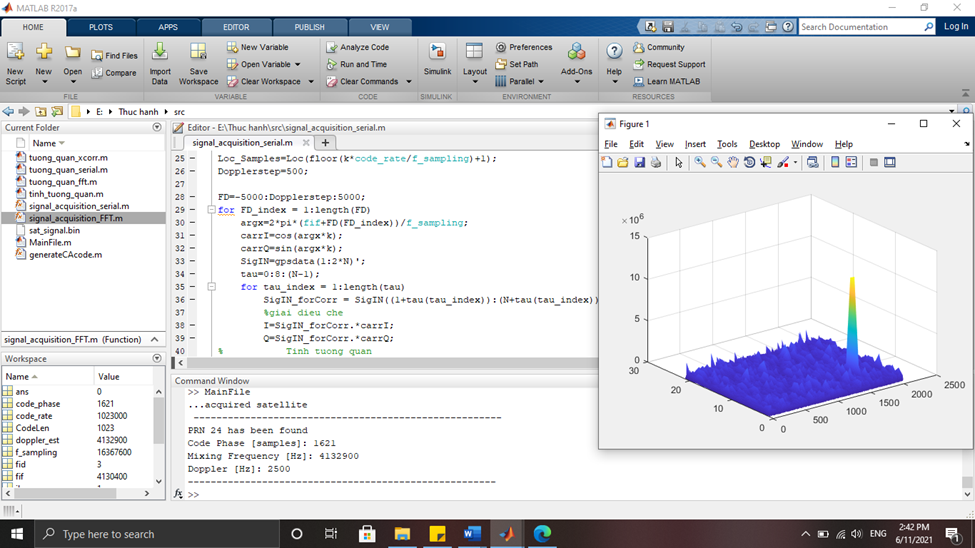 MATLAB R2017a
HOME PLOTS APPS EDITOR PUBLISH VIEW
Search Documentation Log In
New Script
New
Open
Find Files
Compare
FILE
Import Data
Save Workspace
New Variable
Open Variable
Clear Workspace
VARIABLE
Analyze Code
Run and Time
Clear Commands
CODE
Simulink
SIMULINK
Layout
Preferences
Set Path
Parallel
ENVIRONMENT
Add-Ons
Help
Community
Request Support
Learn MATLAB
RESOURCES
E: Thuc hanh src
Current Folder
Name
tuong_quan_xcorr.m
tuong_quan_serial.m
tuong_quan_fft.m
tinh_tuong_quan.m
signal_acquisition_serial.m
signal_acquisition_FFT.m
sat_signal.bin
MainFile.m
generateCAcode.m
signal_acquisition_FFT.m (Function)
Workspace
Name Value
ans 0
code_phase 1621
code_rate 1023000
CodeLen 1023
doppler_est 4132900
f_sampling 16367600
fid 3
fif 4130400
Editor - E:\Thuc hanh\src\signal_acquisition_serial.m
signal_acquisition_serial.m
25 Loc_Samples=Loc(floor(k*code_rate/f_sampling)+1);
26 Dopplerstep=500;
27
28 FD=-5000:Dopplerstep:5000;
29 for FD_index = 1:length(FD)
30 argx=2*pi*(fif+FD(FD_index))/f_sampling;
31 carrI=cos(argx*k);
32 carrQ=sin(argx*k);
33 SigIN=gpsdata(1:2*N)';
34 tau=0:8:(N-1);
35 for tau_index = 1:length(tau)
36 SigIN_forCorr = SigIN((1+tau(tau_index)):(N+tau(tau_index))
37 %giai dieu che
38 I=SigIN_forCorr.*carrI;
39 Q=SigIN_forCorr.*carrQ;
40 % Tinh tuong quan
Command Window
>> MainFile
...acquired satellite
----------------------------------------------------
PRN 24 has been found
Code Phase [samples]: 1621
Mixing Frequency [Hz]: 4132900
Doppler [Hz]: 2500
----------------------------------------------------
fx >>
Figure 1
File Edit View Insert Tools Desktop Window Help
×10^6
15
10
5
0
30
20
10
0
0
500
1000
1500
2000
2500
Type here to search
ENG
2:42 PM
6/11/2021
1